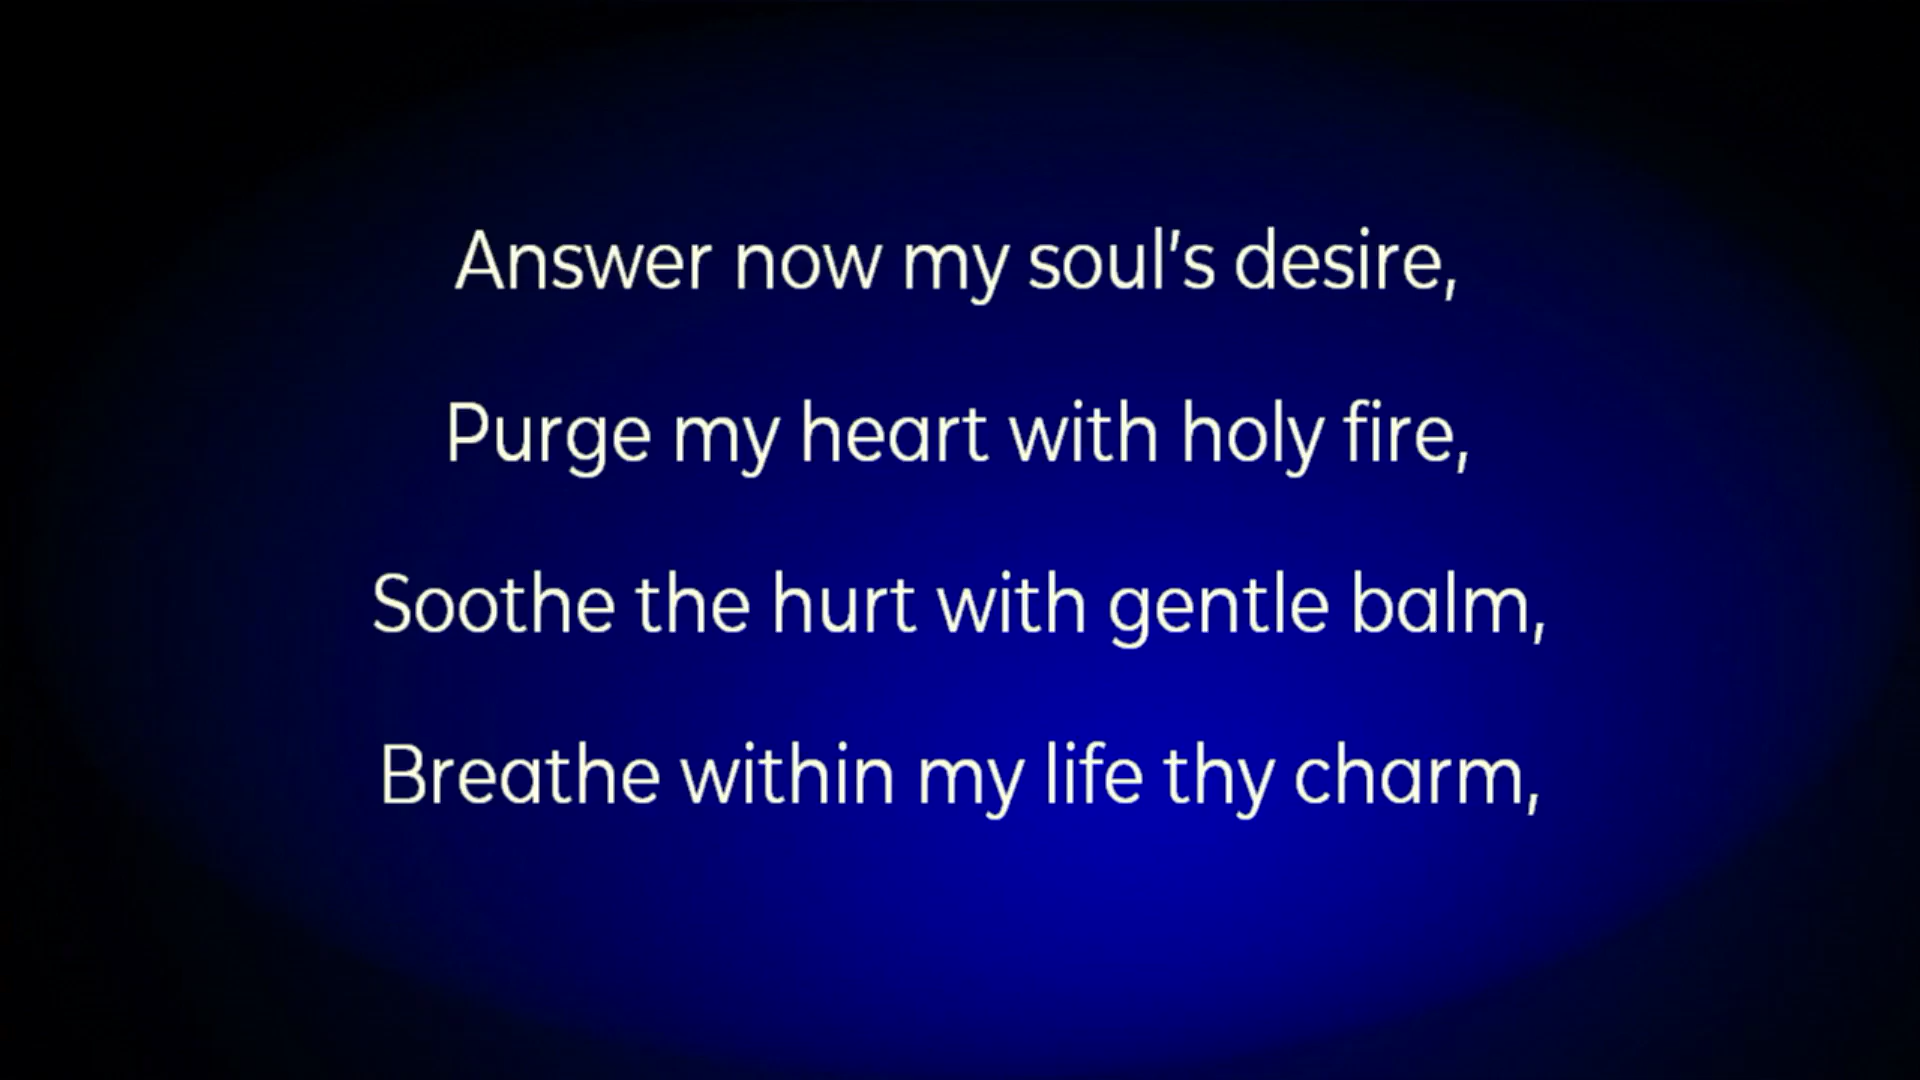 Answer now my soul’s desire,
Purge my heart with holy fire,
Soothe the hurt with gentle balm,
Breathe within my life thy charm,